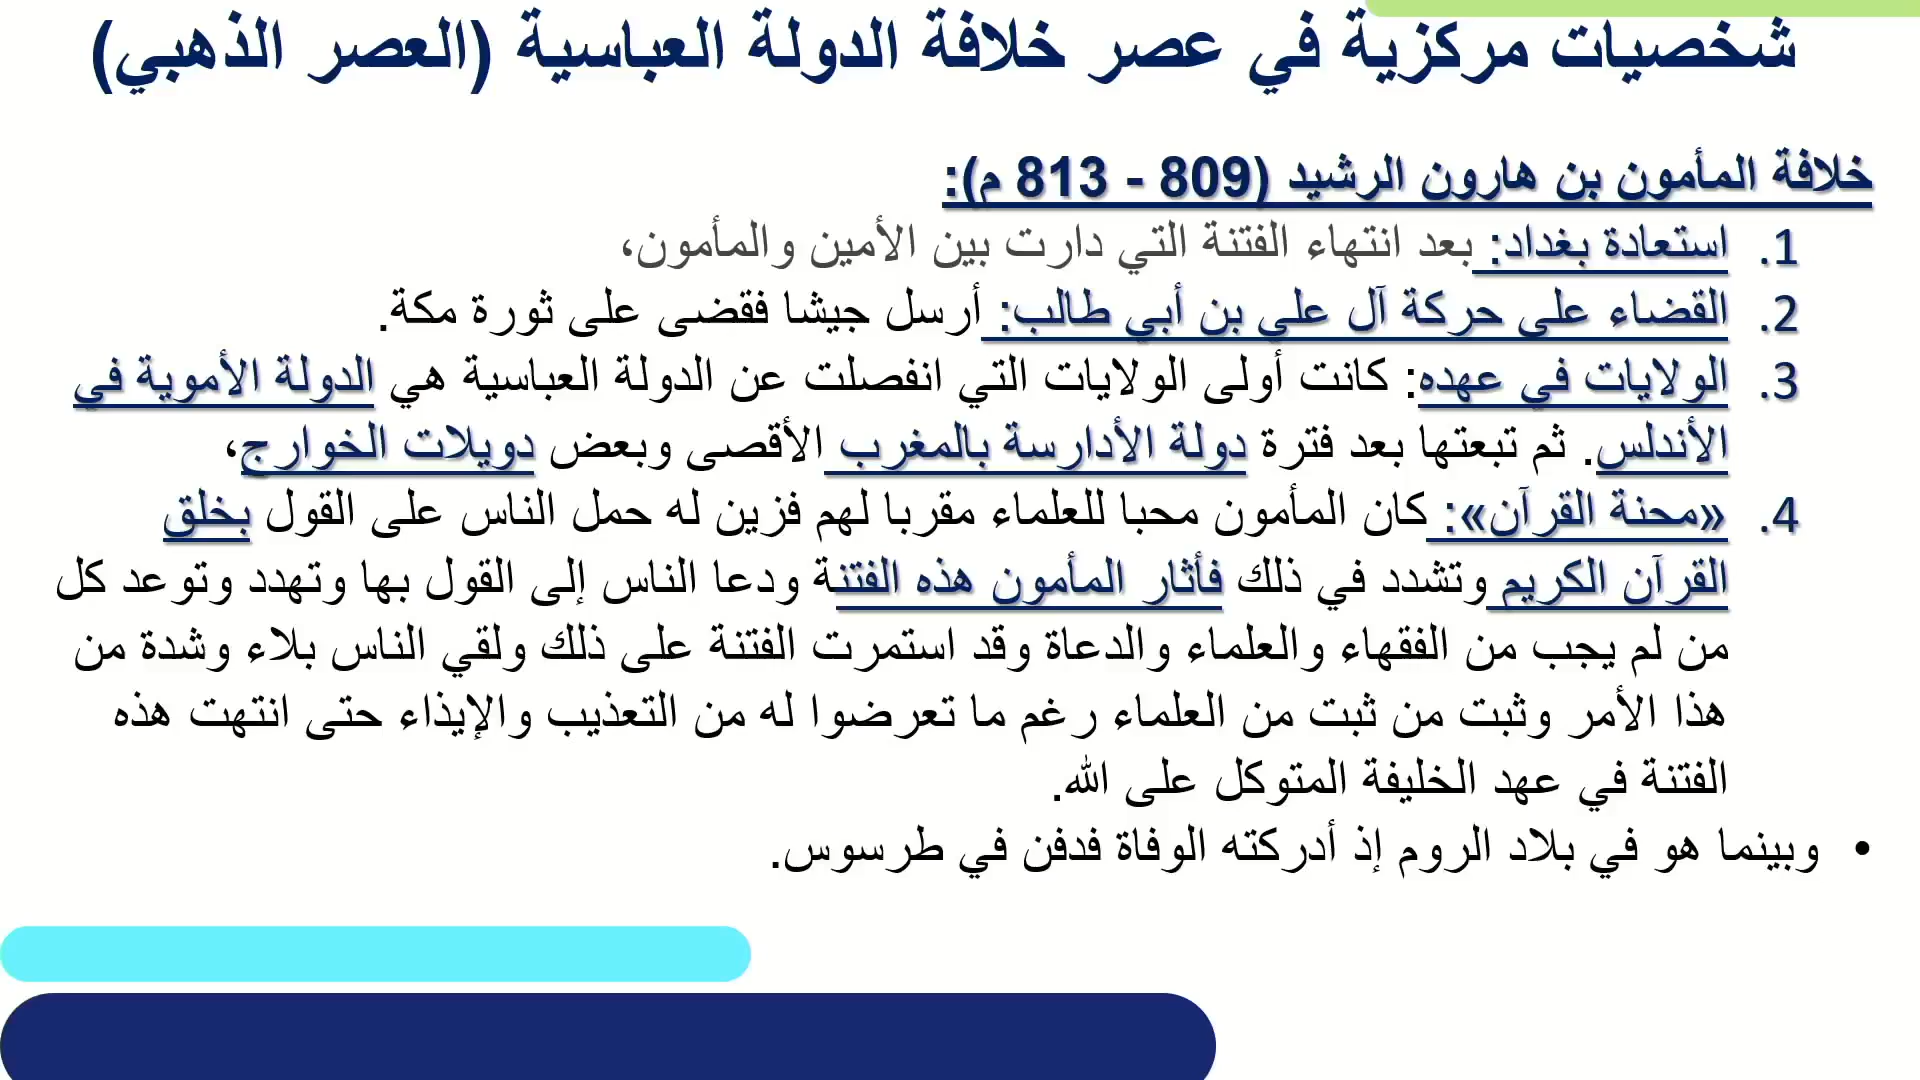 شخصيات مركزية في عصر خلافة الدولة العباسية (العصر الذهبي)
خلافة المأمون بن هارون الرشيد (809 - 813 م):
1. استعادة بغداد: بعد انتهاء الفتنة التي دارت بين الأمين والمأمون،
2. القضاء على حركة آل علي بن أبي طالب: أرسل جيشا فقضى على ثورة مكة.
3. الولايات في عهده: كانت أولى الولايات التي انفصلت عن الدولة العباسية هي الدولة الأموية في
الأندلس. ثم تبعتها بعد فترة دولة الأدارسة بالمغرب الأقصى وبعض دويلات الخوارج،
4. «محنة القرآن»: كان المأمون محبا للعلماء مقربا لهم فزين له حمل الناس على القول بخلق
القرآن الكريم وتشدد في ذلك فأثار المأمون هذه الفتنة ودعا الناس إلى القول بها وتهدد وتوعد كل
من لم يجب من الفقهاء والعلماء والدعاة وقد استمرت الفتنة على ذلك ولقي الناس بلاء وشدة من
هذا الأمر وثبت من ثبت من العلماء رغم ما تعرضوا له من التعذيب والإيذاء حتى انتهت هذه
الفتنة في عهد الخليفة المتوكل على الله.
• وبينما هو في بلاد الروم إذ أدركته الوفاة فدفن في طرسوس.